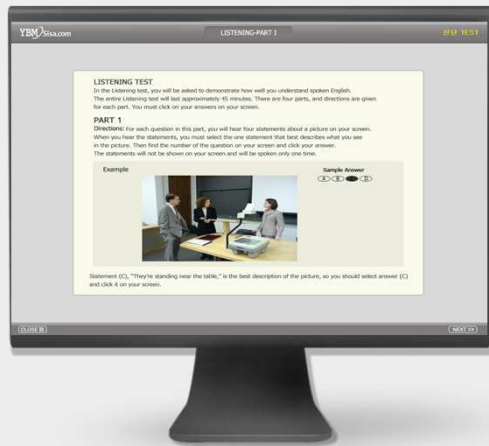 YBM/Sisa.com
LISTENING-PART 1
진단 TEST
LISTENING TEST
In the Listening test, you will be asked to demonstrate how well you understand spoken English.
The entire Listening test will last approximately 45 minutes. There are four parts, and directions are given
for each part. You must click on your answers on your screen.
PART 1
Directions: For each question in this part, you will hear four statements about a picture on your screen.
When you hear the statements, you must select the one statement that best describes what you see
in the picture. Then find the number of the question on your screen and click your answer.
The statements will not be shown on your screen and will be spoken only one time.
Example
Sample Answer
A B D
Statement (C), "They're standing near the table," is the best description of the picture, so you should select answer (C)
and click it on your screen.
CLOSE
NEXT >>